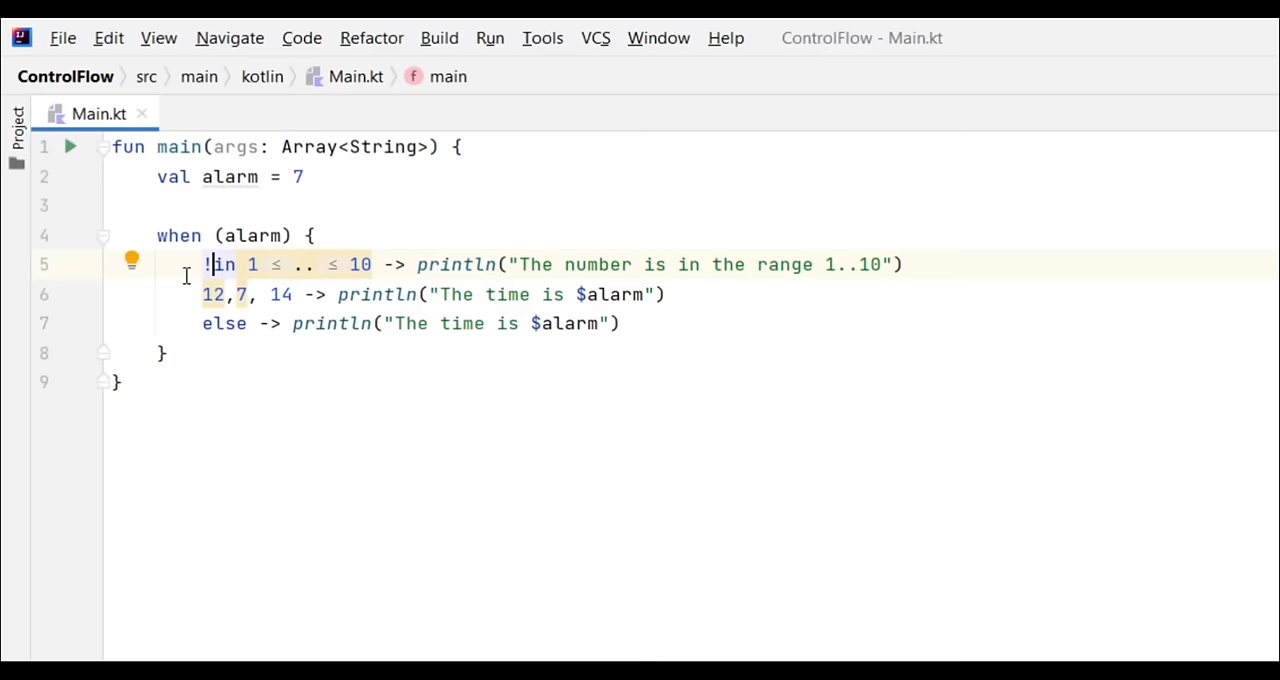 File Edit View Navigate Code Refactor Build Run Tools VCS Window Help ControlFlow - Main.kt
ControlFlow src main kotlin Main.kt f main
Project
Main.kt
1 fun main(args: Array<String>) {
2 val alarm = 7
3
4 when (alarm) {
5 !in 1 ≤ .. ≤ 10 -> println("The number is in the range 1..10")
6 12,7, 14 -> println("The time is $alarm")
7 else -> println("The time is $alarm")
8 }
9 }